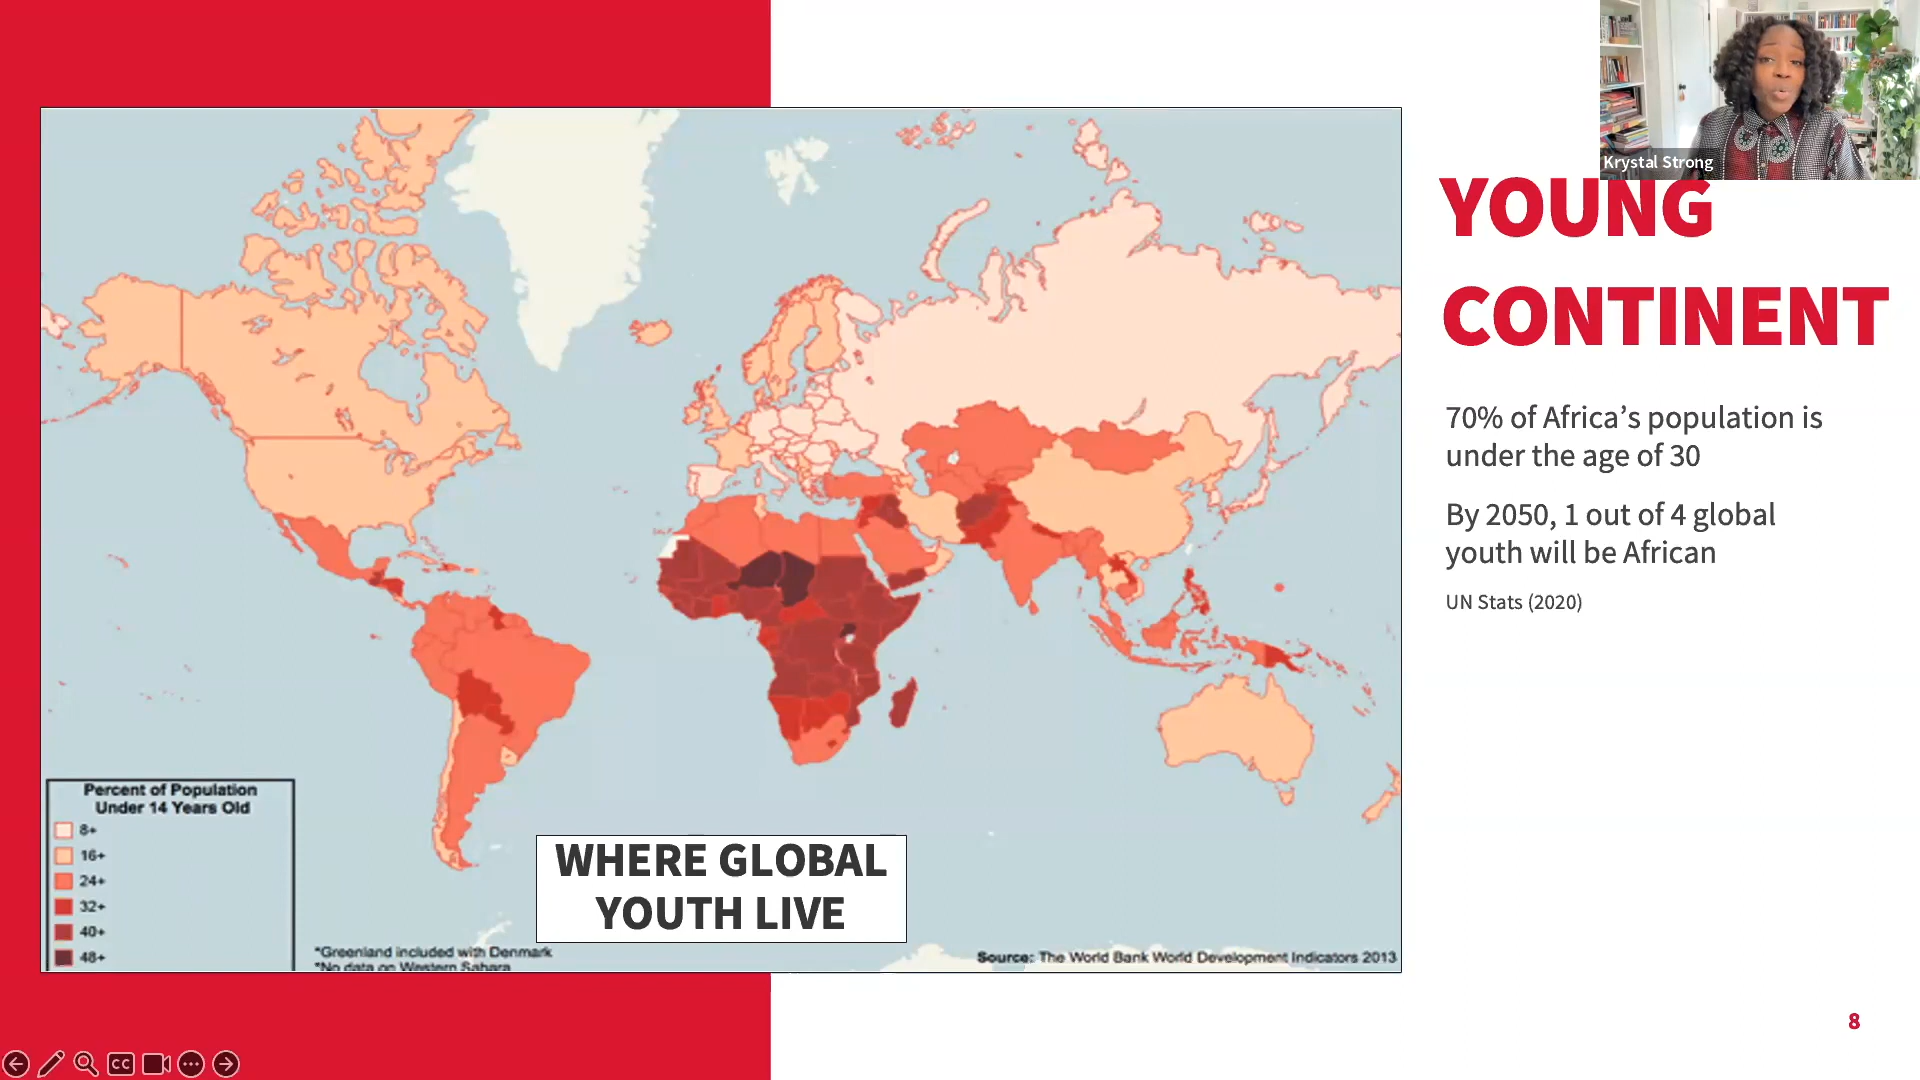 Krystal Strong
YOUNG
CONTINENT
70% of Africa’s population is
under the age of 30
By 2050, 1 out of 4 global
youth will be African
UN Stats (2020)
Percent of Population
Under 14 Years Old
8+
16+
24+
32+
40+
48+
WHERE GLOBAL
YOUTH LIVE
*Greenland included with Denmark
*No data on Western Sahara
Source: The World Bank World Development Indicators 2013
8
CC